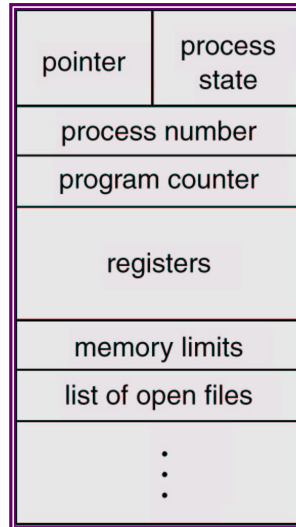 pointer
process
state
process number
program counter
registers
memory limits
list of open files